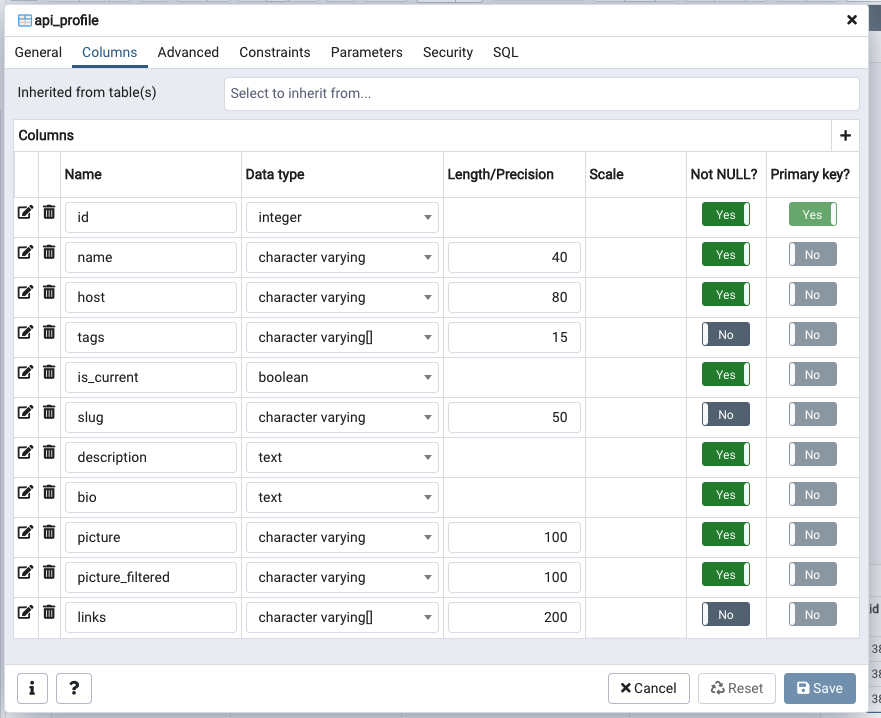 api_profile
General Columns Advanced Constraints Parameters Security SQL
Inherited from table(s) Select to inherit from...
Columns
Name Data type Length/Precision Scale Not NULL? Primary key?
id integer Yes Yes
name character varying 40 Yes No
host character varying 80 Yes No
tags character varying[] 15 No No
is_current boolean Yes No
slug character varying 50 No No
description text Yes No
bio text Yes No
picture character varying 100 Yes No
picture_filtered character varying 100 Yes No
links character varying[] 200 No No
id
38
38
38
i ? Cancel Reset Save